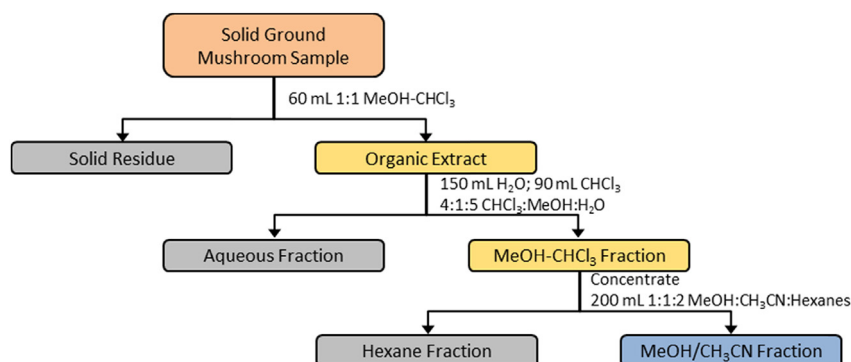 Solid Ground
Mushroom Sample
60 mL 1:1 MeOH-CHCl₃
Solid Residue
Organic Extract
150 mL H₂O; 90 mL CHCl₃
4:1:5 CHCl₃:MeOH:H₂O
Aqueous Fraction
MeOH-CHCl₃ Fraction
Concentrate
200 mL 1:1:2 MeOH:CH₃CN:Hexanes
Hexane Fraction
MeOH/CH₃CN Fraction